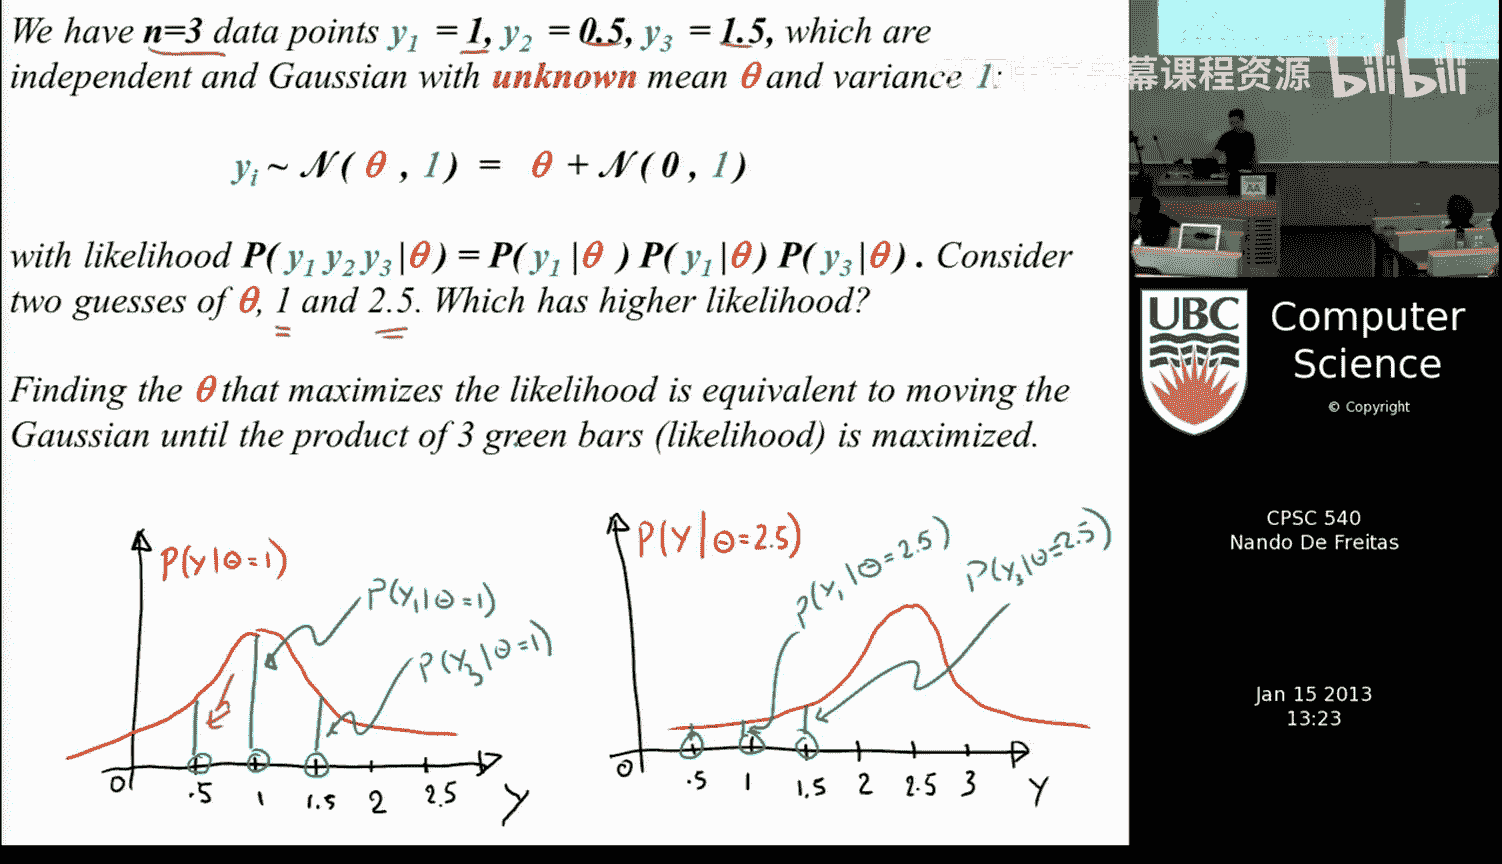 We have n=3 data points y1 = 1, y2 = 0.5, y3 = 1.5, which are
independent and Gaussian with unknown mean θ and variance 1:
yi ~ N( θ , 1 ) = θ + N( 0 , 1 )
with likelihood P( y1 y2 y3 |θ ) = P( y1 |θ ) P( y1 |θ ) P( y3 |θ ) . Consider
two guesses of θ, 1 and 2.5. Which has higher likelihood?
Finding the θ that maximizes the likelihood is equivalent to moving the
Gaussian until the product of 3 green bars (likelihood) is maximized.
P(y|θ=1)
P(y1|θ=1)
P(y3|θ=1)
0 .5 1 1.5 2 2.5 y
P(y|θ=2.5)
P(y1|θ=2.5)
P(y3|θ=2.5)
0 .5 1 1.5 2 2.5 3 y
幕课程资源 bilibili
UBC
Computer
Science
© Copyright
CPSC 540
Nando De Freitas
Jan 15 2013
13:23